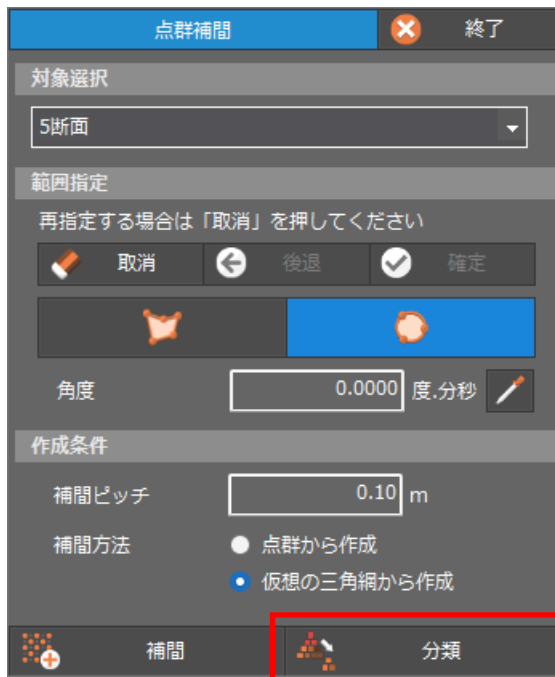 点群補間 終了
対象選択
5断面
範囲指定
再指定する場合は「取消」を押してください
取消 後退 確定
角度 0.0000 度.分秒
作成条件
補間ピッチ 0.10 m
補間方法 点群から作成
仮想の三角網から作成
補間 分類